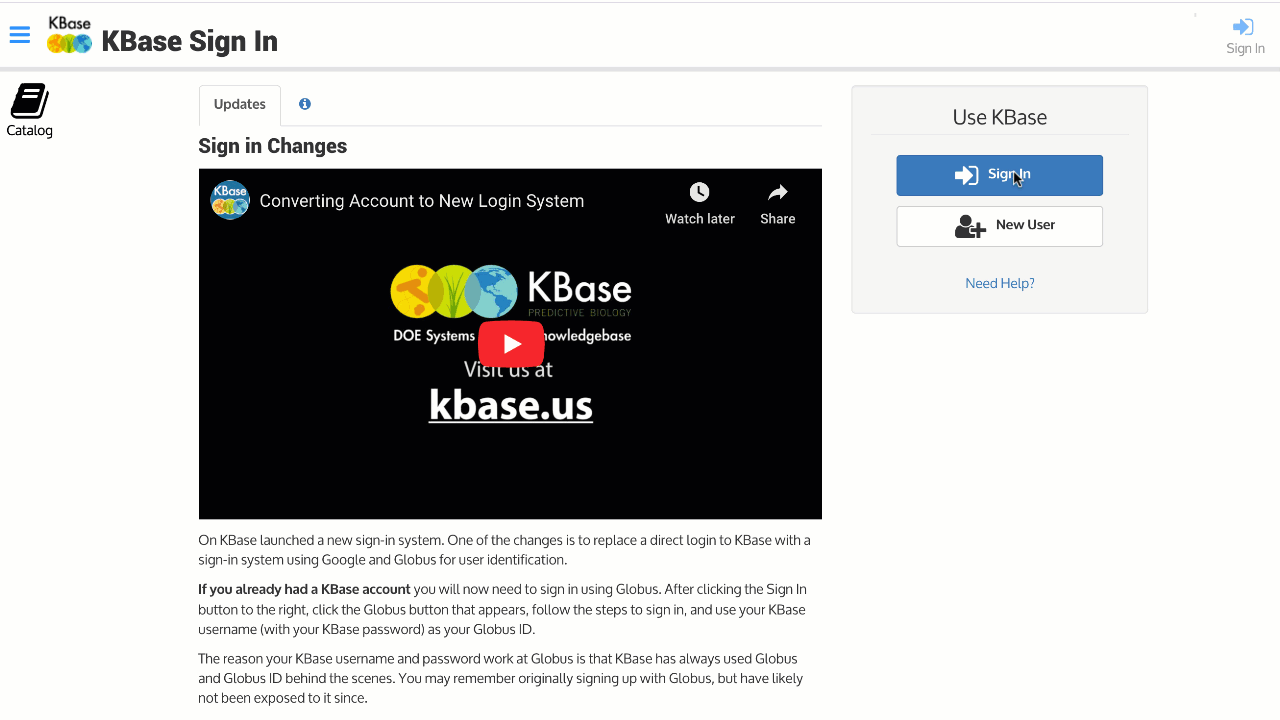 KBase
KBase Sign In
Sign In
Catalog
Updates
Sign in Changes
KBase
Converting Account to New Login System
Watch later
Share
KBase
PREDICTIVE BIOLOGY
DOE Systems nowledgebase
Visit us at
kbase.us
On KBase launched a new sign-in system. One of the changes is to replace a direct login to KBase with a
sign-in system using Google and Globus for user identification.
If you already had a KBase account you will now need to sign in using Globus. After clicking the Sign In
button to the right, click the Globus button that appears, follow the steps to sign in, and use your KBase
username (with your KBase password) as your Globus ID.
The reason your KBase username and password work at Globus is that KBase has always used Globus
and Globus ID behind the scenes. You may remember originally signing up with Globus, but have likely
not been exposed to it since.
Use KBase
Sign In
New User
Need Help?